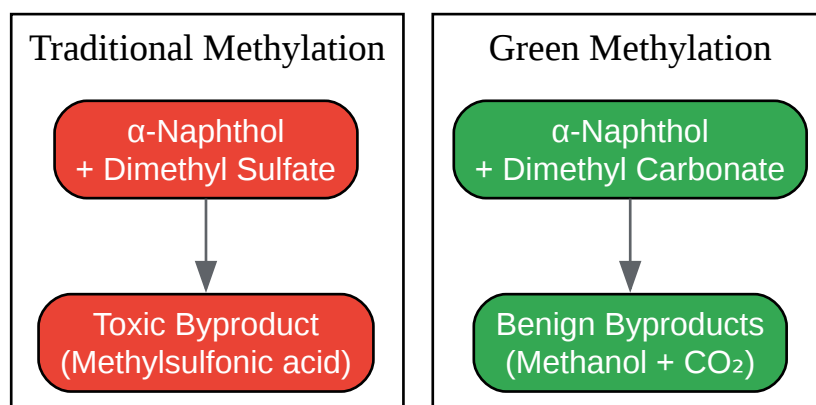 Traditional Methylation
α-Naphthol
+ Dimethyl Sulfate
Toxic Byproduct
(Methylsulfonic acid)
Green Methylation
α-Naphthol
+ Dimethyl Carbonate
Benign Byproducts
(Methanol + CO₂)